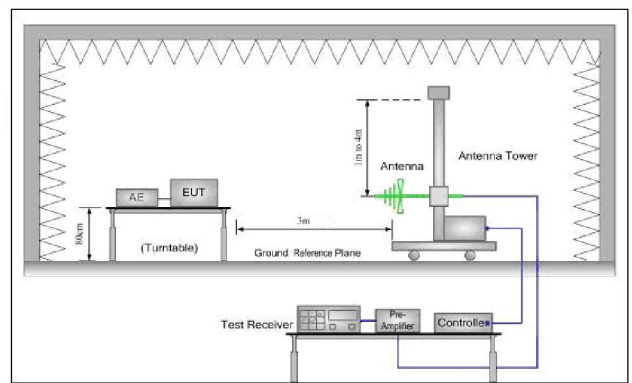 1m to 4m
Antenna
Antenna Tower
AE
EUT
3m
80cm
(Turntable)
Ground Reference Plane
Test Receiver
Pre-
Amplifier
Controller